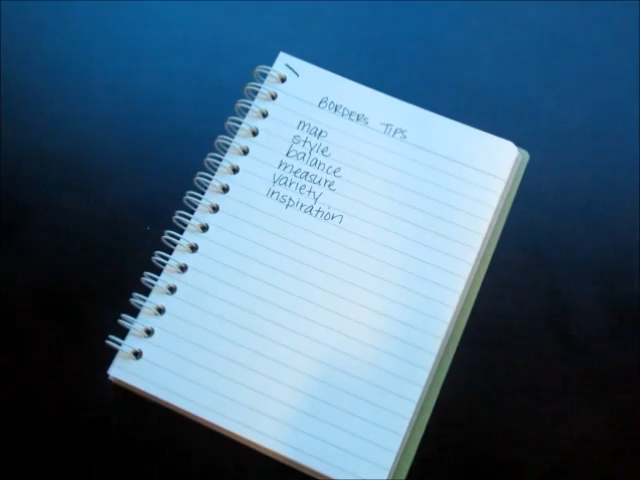 BORDERS TIPS
map
style
balance
measure
variety
inspiration